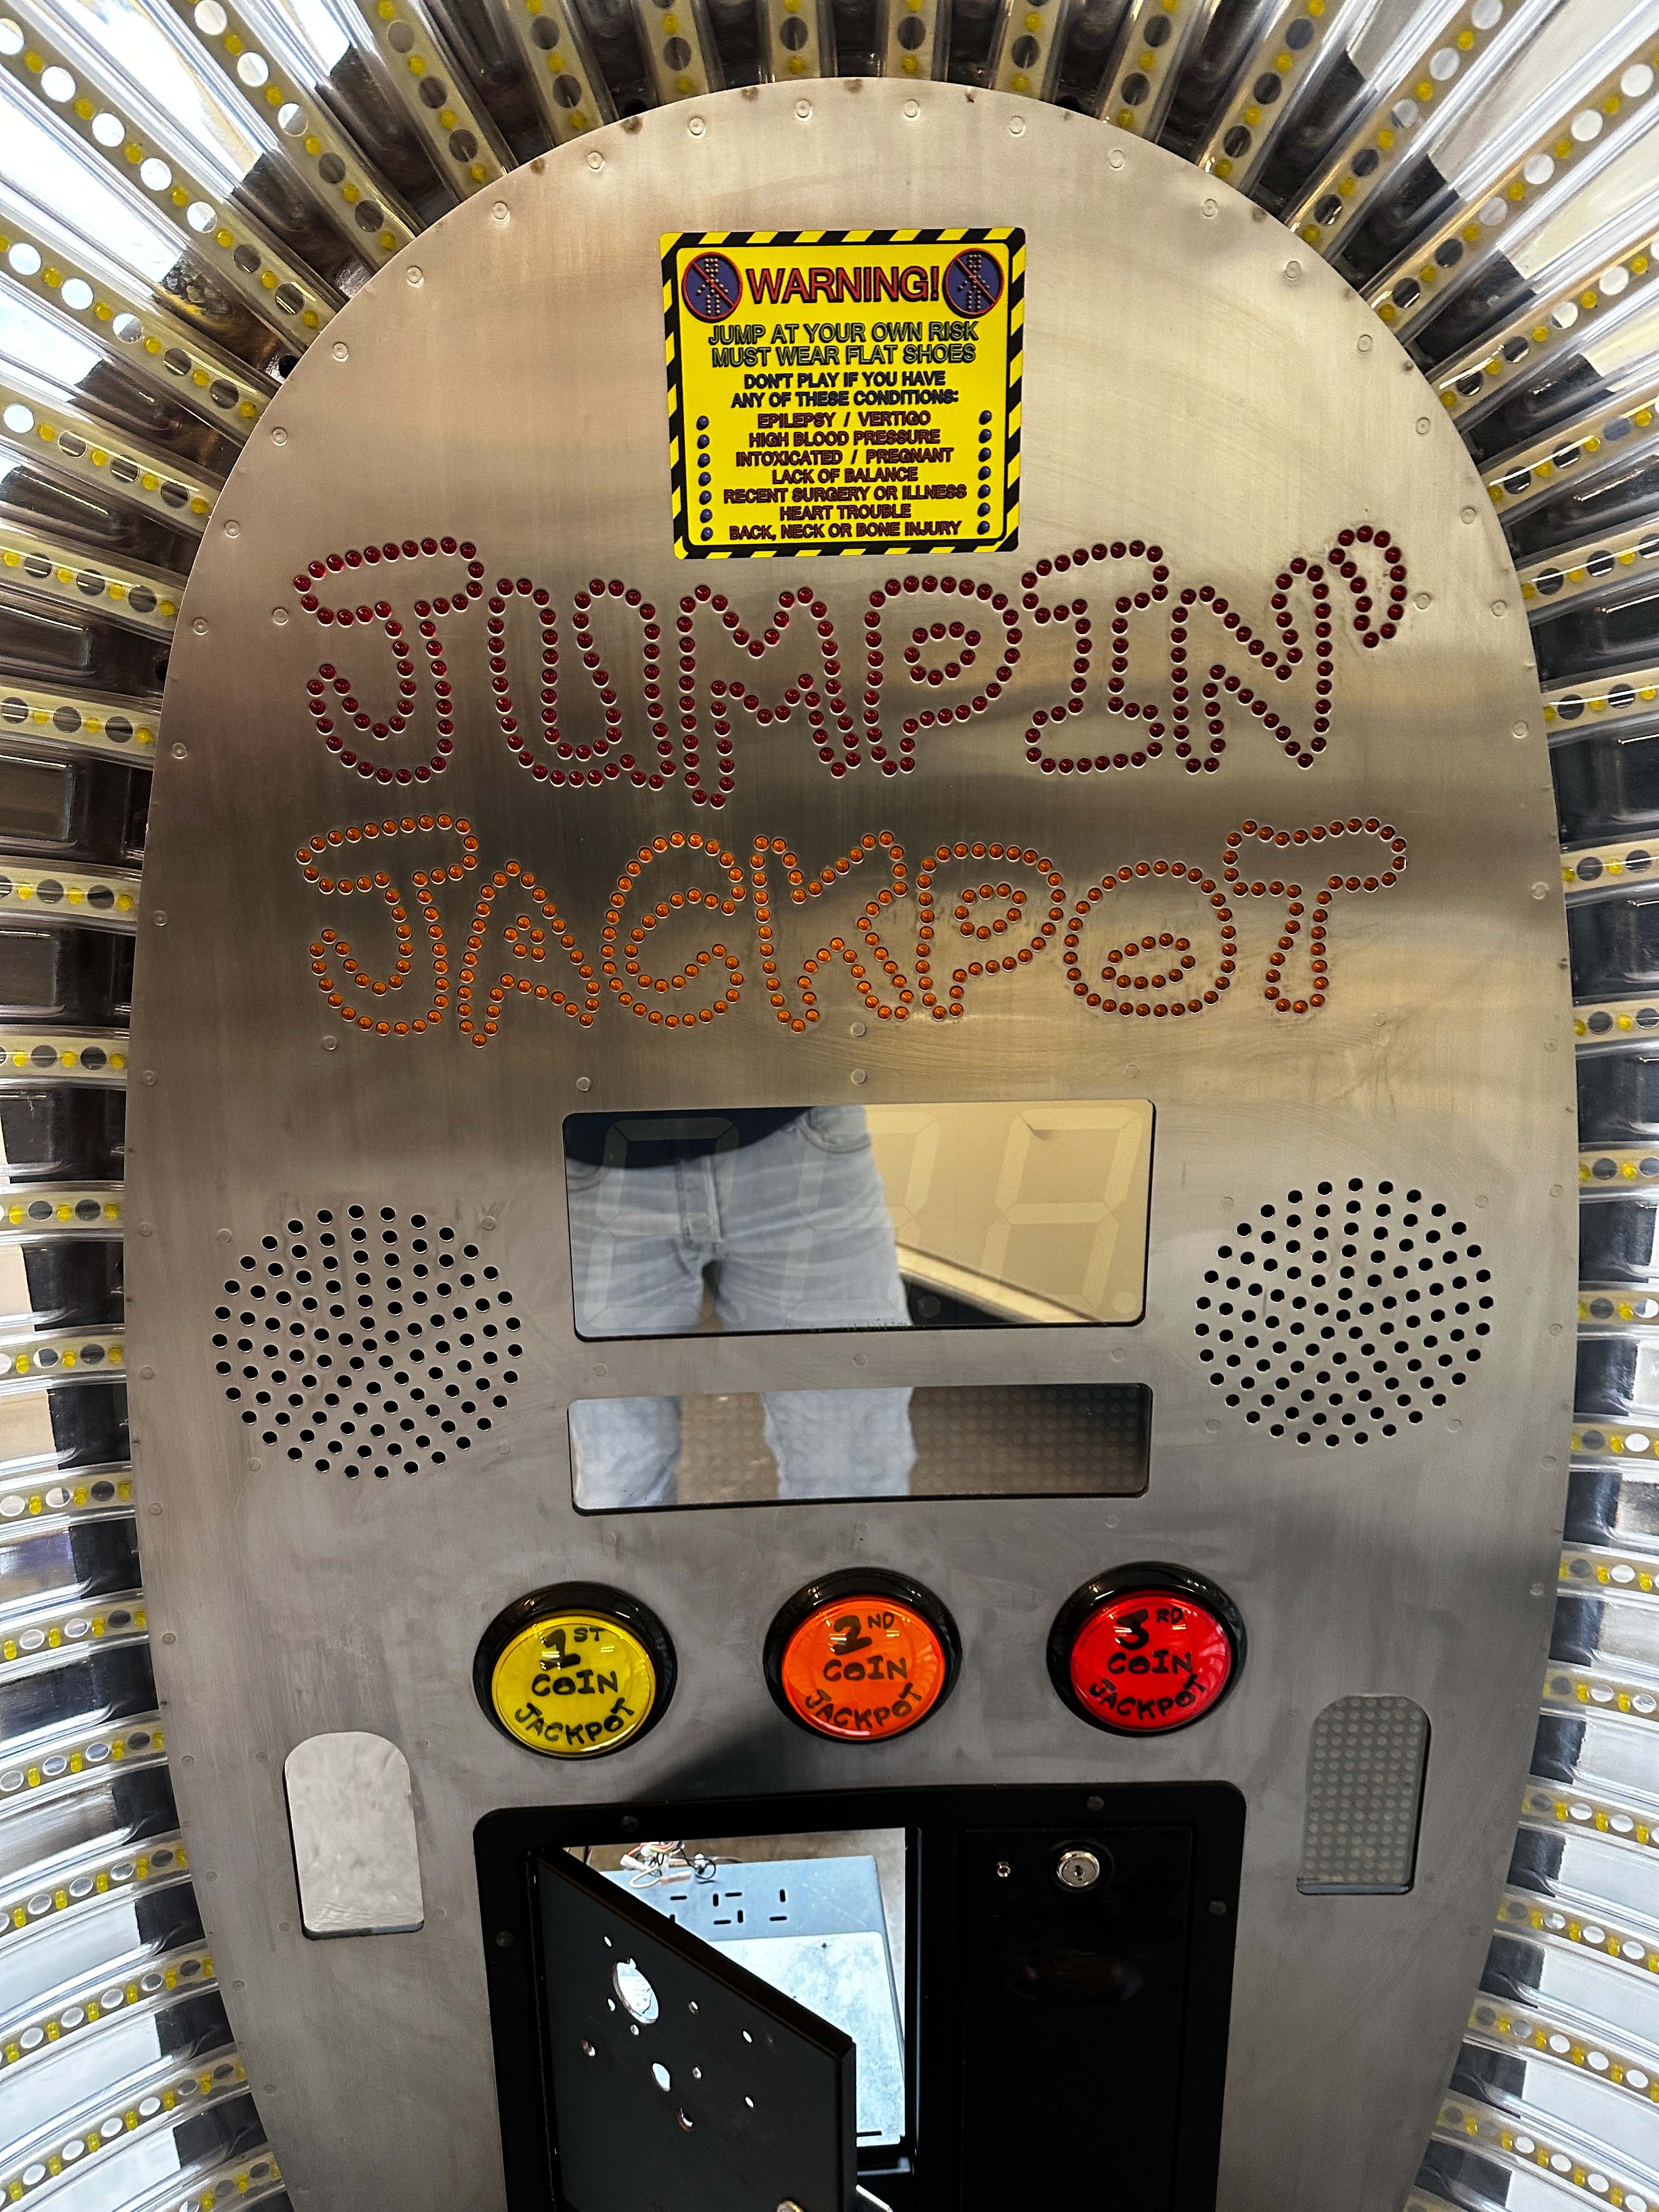 WARNING!
JUMP AT YOUR OWN RISK
MUST WEAR FLAT SHOES
DON'T PLAY IF YOU HAVE
ANY OF THESE CONDITIONS:
EPILEPSY / VERTIGO
HIGH BLOOD PRESSURE
INTOXICATED / PREGNANT
LACK OF BALANCE
RECENT SURGERY OR ILLNESS
HEART TROUBLE
BACK, NECK OR BONE INJURY
JUMPIN'
JACKPOT
1ST
COIN
JACKPOT
2ND
COIN
JACKPOT
3RD
COIN
JACKPOT